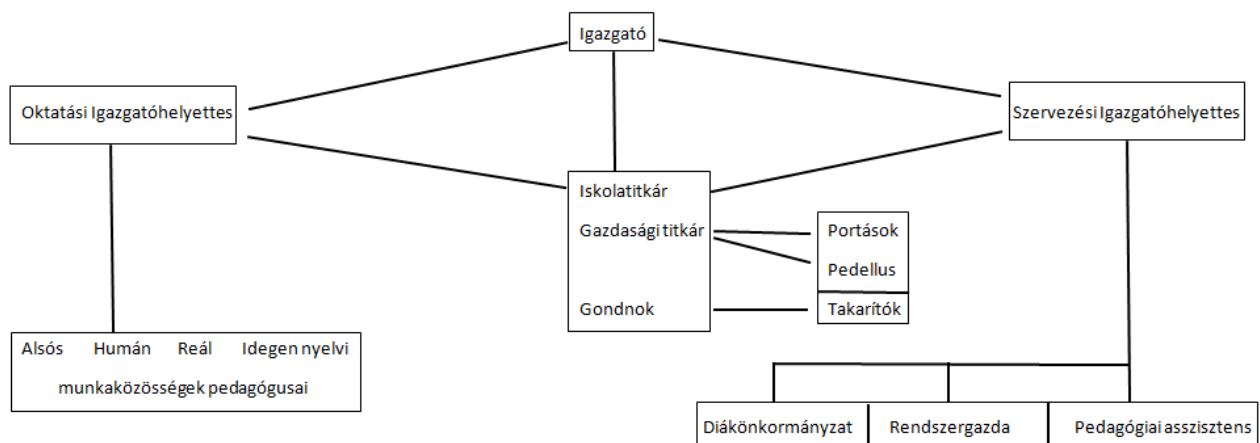 Igazgató
Oktatási Igazgatóhelyettes
Szervezési Igazgatóhelyettes
Iskolatitkár
Gazdasági titkár
Portások
Pedellus
Gondnok
Takarítók
Alsós Humán Reál Idegen nyelvi
munkaközösségek pedagógusai
Diákönkormányzat
Rendszergazda
Pedagógiai asszisztens